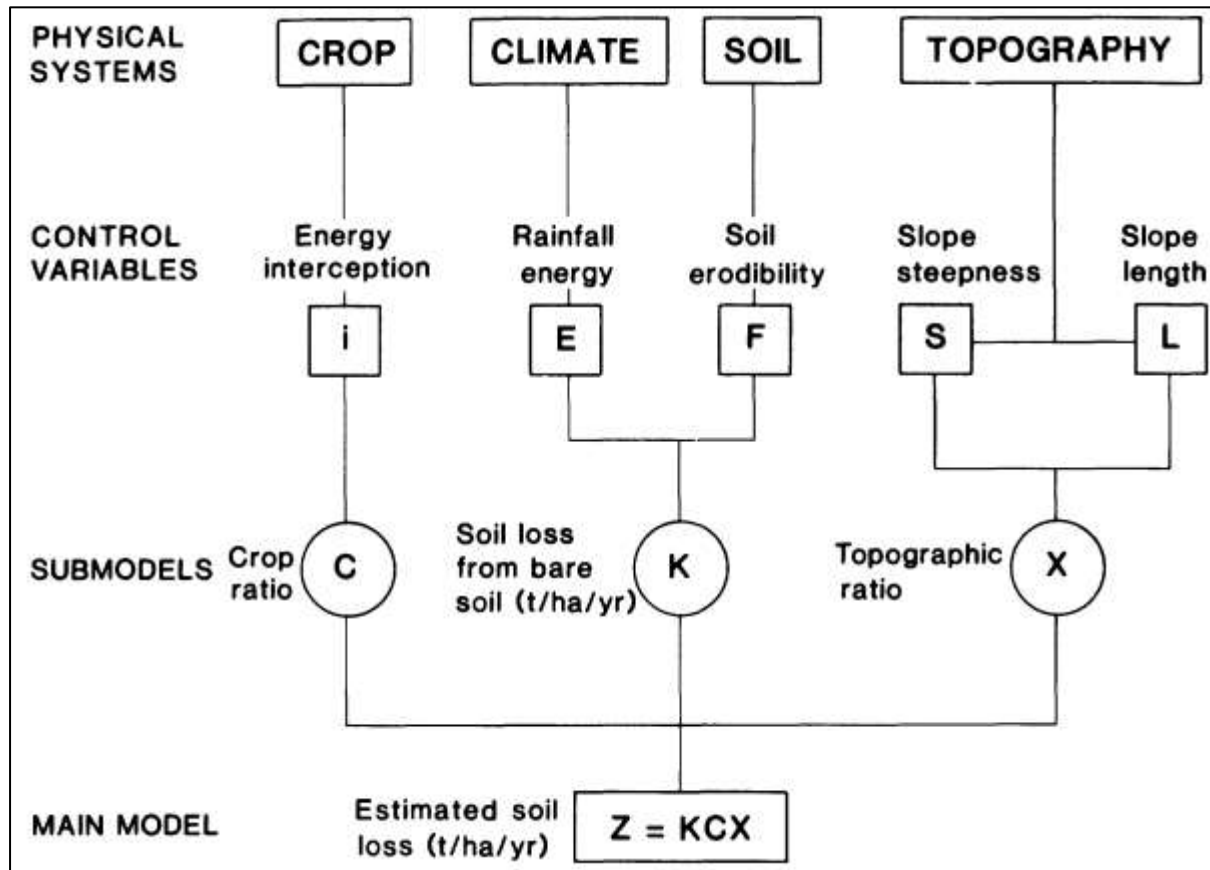 PHYSICAL
SYSTEMS
CROP
CLIMATE
SOIL
TOPOGRAPHY
CONTROL
VARIABLES
Energy
interception
Rainfall
energy
Soil
erodibility
Slope
steepness
Slope
length
i
E
F
S
L
SUBMODELS
Crop
ratio
C
Soil loss
from bare
soil (t/ha/yr)
K
Topographic
ratio
X
MAIN MODEL
Estimated soil
loss (t/ha/yr)
Z = KCX